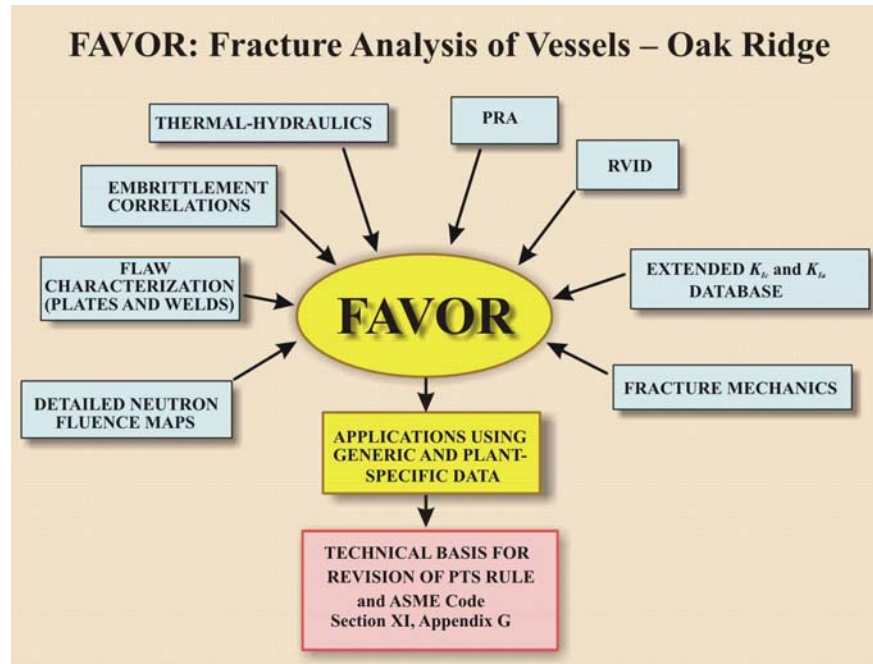 FAVOR: Fracture Analysis of Vessels – Oak Ridge
THERMAL-HYDRAULICS
PRA
RVID
EMBRITTLEMENT
CORRELATIONS
FLAW
CHARACTERIZATION
(PLATES AND WELDS)
DETAILED NEUTRON
FLUENCE MAPS
FAVOR
EXTENDED KIc and KIa
DATABASE
FRACTURE MECHANICS
APPLICATIONS USING
GENERIC AND PLANT-
SPECIFIC DATA
TECHNICAL BASIS FOR
REVISION OF PTS RULE
and ASME Code
Section XI, Appendix G